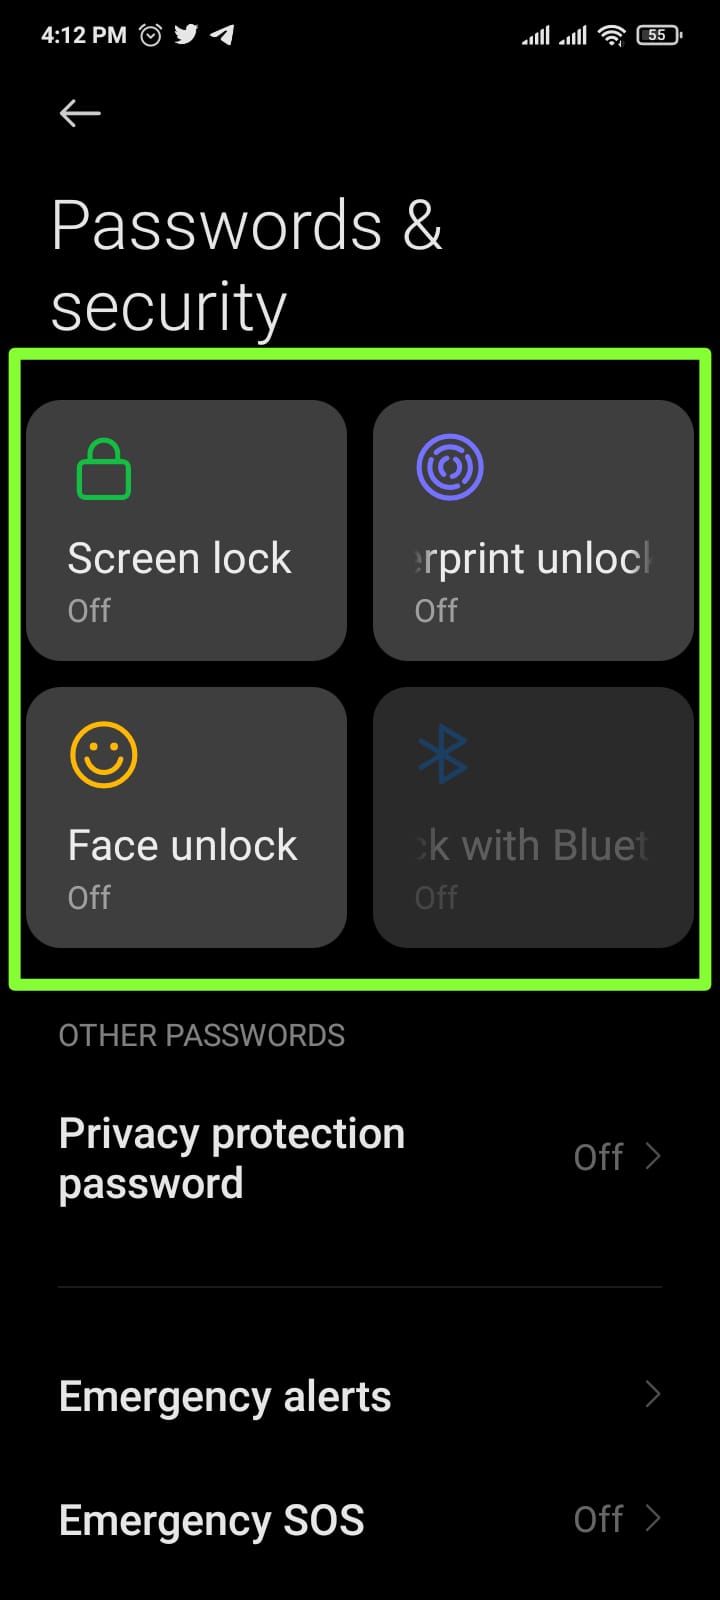 4:12 PM
55
Passwords &
security
Screen lock
Off
erprint unlock
Off
Face unlock
Off
ck with Bluet
Off
OTHER PASSWORDS
Privacy protection
password
Off
Emergency alerts
Emergency SOS
Off